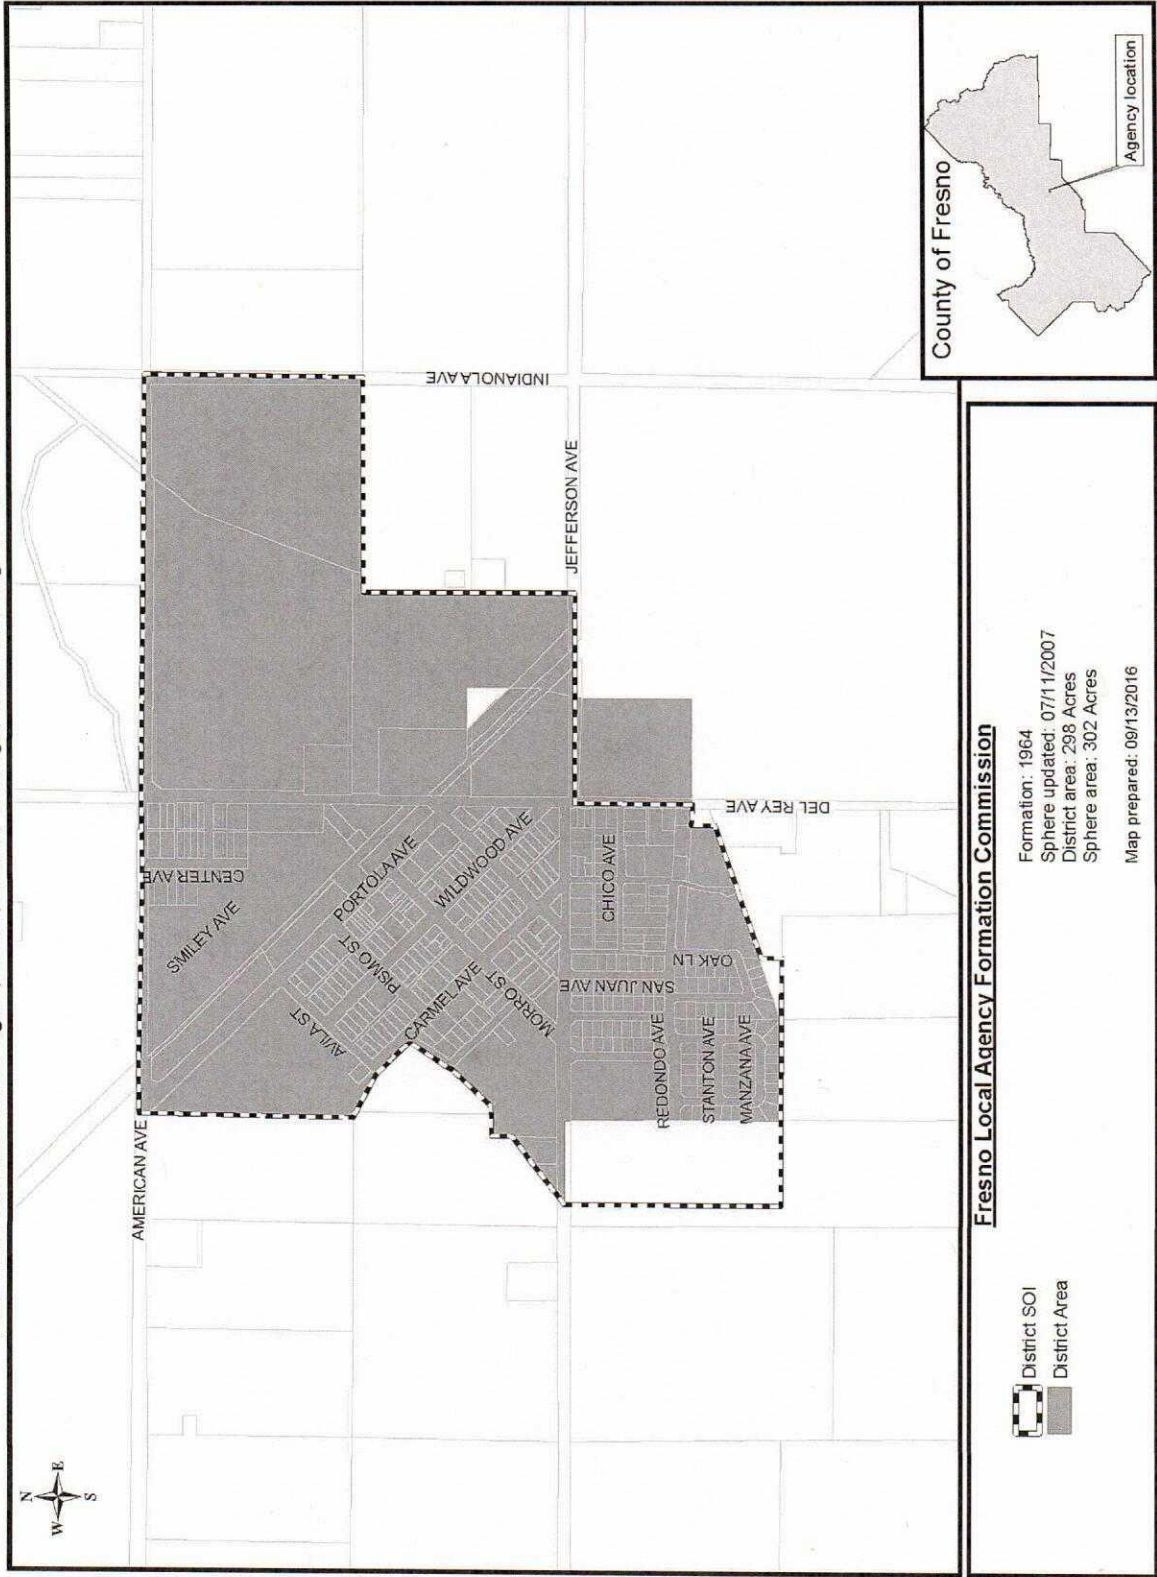 N
W
E
S
AMERICAN AVE
CENTER AVE
SMILEY AVE
PORTOLA AVE
PISMO ST
AVILA ST
WILDWOOD AVE
CARMEL AVE
MORRO ST
INDIANOLA AVE
JEFFERSON AVE
CHICO AVE
SAN JUAN AVE
OAK LN
DEL REY AVE
REDONDO AVE
STANTON AVE
MANZANA AVE
County of Fresno
Agency location
Fresno Local Agency Formation Commission
District SOI
District Area
Formation: 1964
Sphere updated: 07/11/2007
District area: 298 Acres
Sphere area: 302 Acres
Map prepared: 09/13/2016